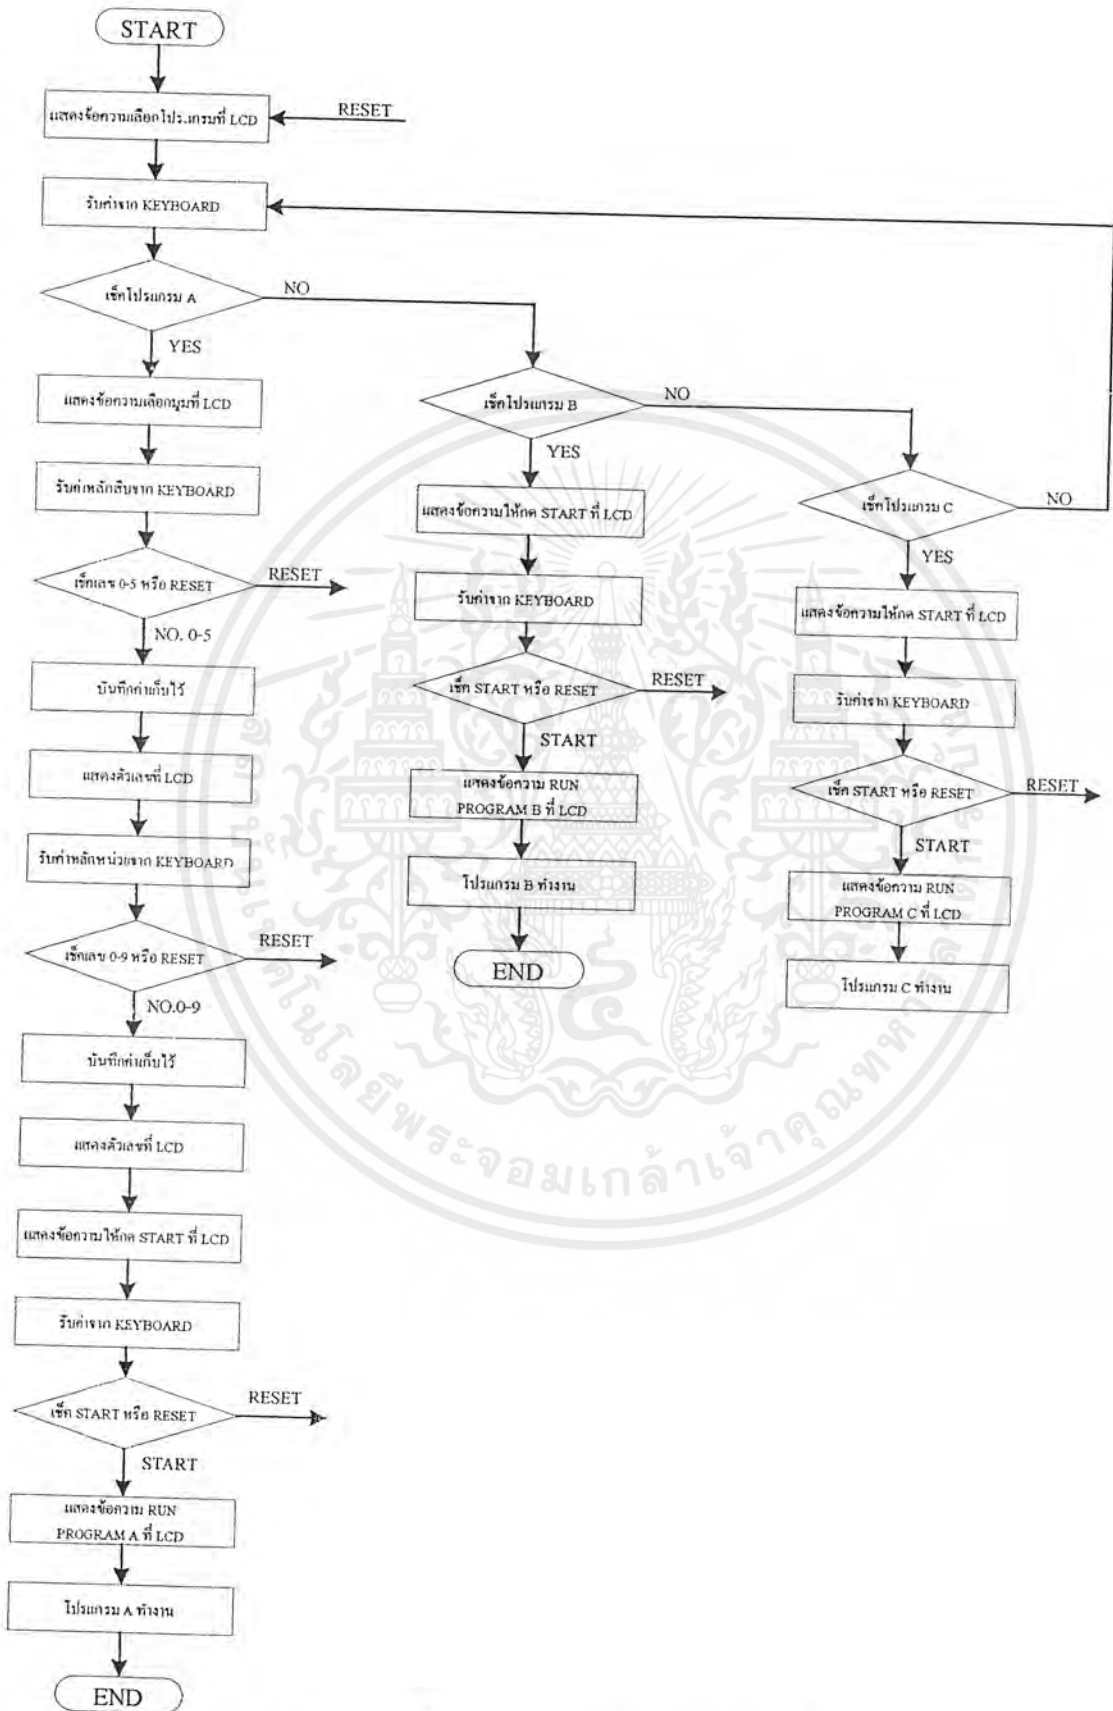 START
แสดงข้อความเลือกโปรแกรมที่ LCD
RESET
รับค่าจาก KEYBOARD
เช็คโปรแกรม A
NO
YES
แสดงข้อความเลือกมุมที่ LCD
รับค่าหลักสิบจาก KEYBOARD
เช็คเลข 0-5 หรือ RESET
RESET
NO. 0-5
บันทึกค่าเก็บไว้
แสดงตัวเลขที่ LCD
รับค่าหลักหน่วยจาก KEYBOARD
เช็คเลข 0-9 หรือ RESET
RESET
NO.0-9
บันทึกค่าเก็บไว้
แสดงตัวเลขที่ LCD
แสดงข้อความให้กด START ที่ LCD
รับค่าจาก KEYBOARD
เช็ค START หรือ RESET
RESET
START
แสดงข้อความ RUN
PROGRAM A ที่ LCD
โปรแกรม A ทำงาน
END
เช็คโปรแกรม B
NO
YES
แสดงข้อความให้กด START ที่ LCD
รับค่าจาก KEYBOARD
เช็ค START หรือ RESET
RESET
START
แสดงข้อความ RUN
PROGRAM B ที่ LCD
โปรแกรม B ทำงาน
END
เช็คโปรแกรม C
NO
YES
แสดงข้อความให้กด START ที่ LCD
รับค่าจาก KEYBOARD
เช็ค START หรือ RESET
RESET
START
แสดงข้อความ RUN
PROGRAM C ที่ LCD
โปรแกรม C ทำงาน